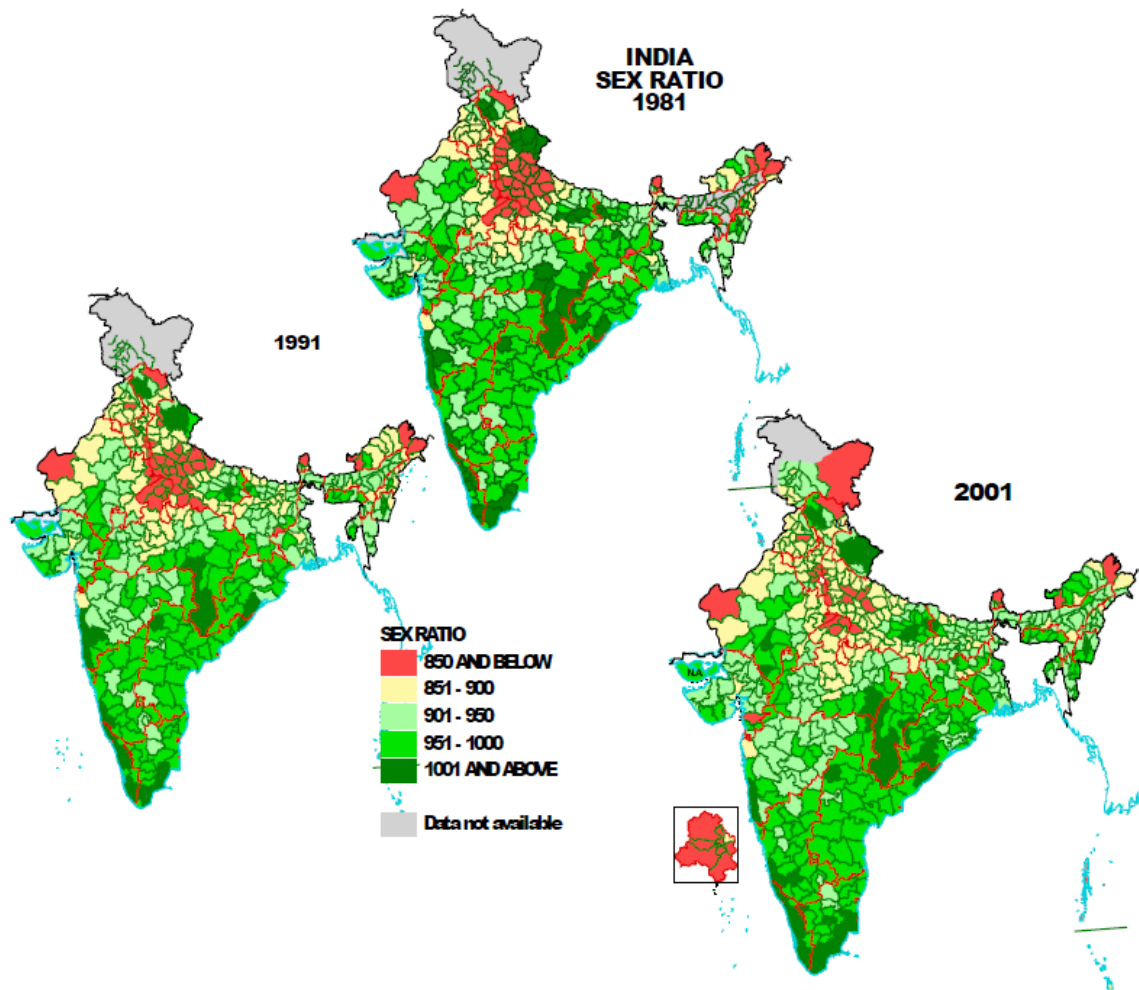 INDIA
SEX RATIO
1981
1991
2001
SEX RATIO
850 AND BELOW
851 - 900
901 - 950
951 - 1000
1001 AND ABOVE
Data not available
NA